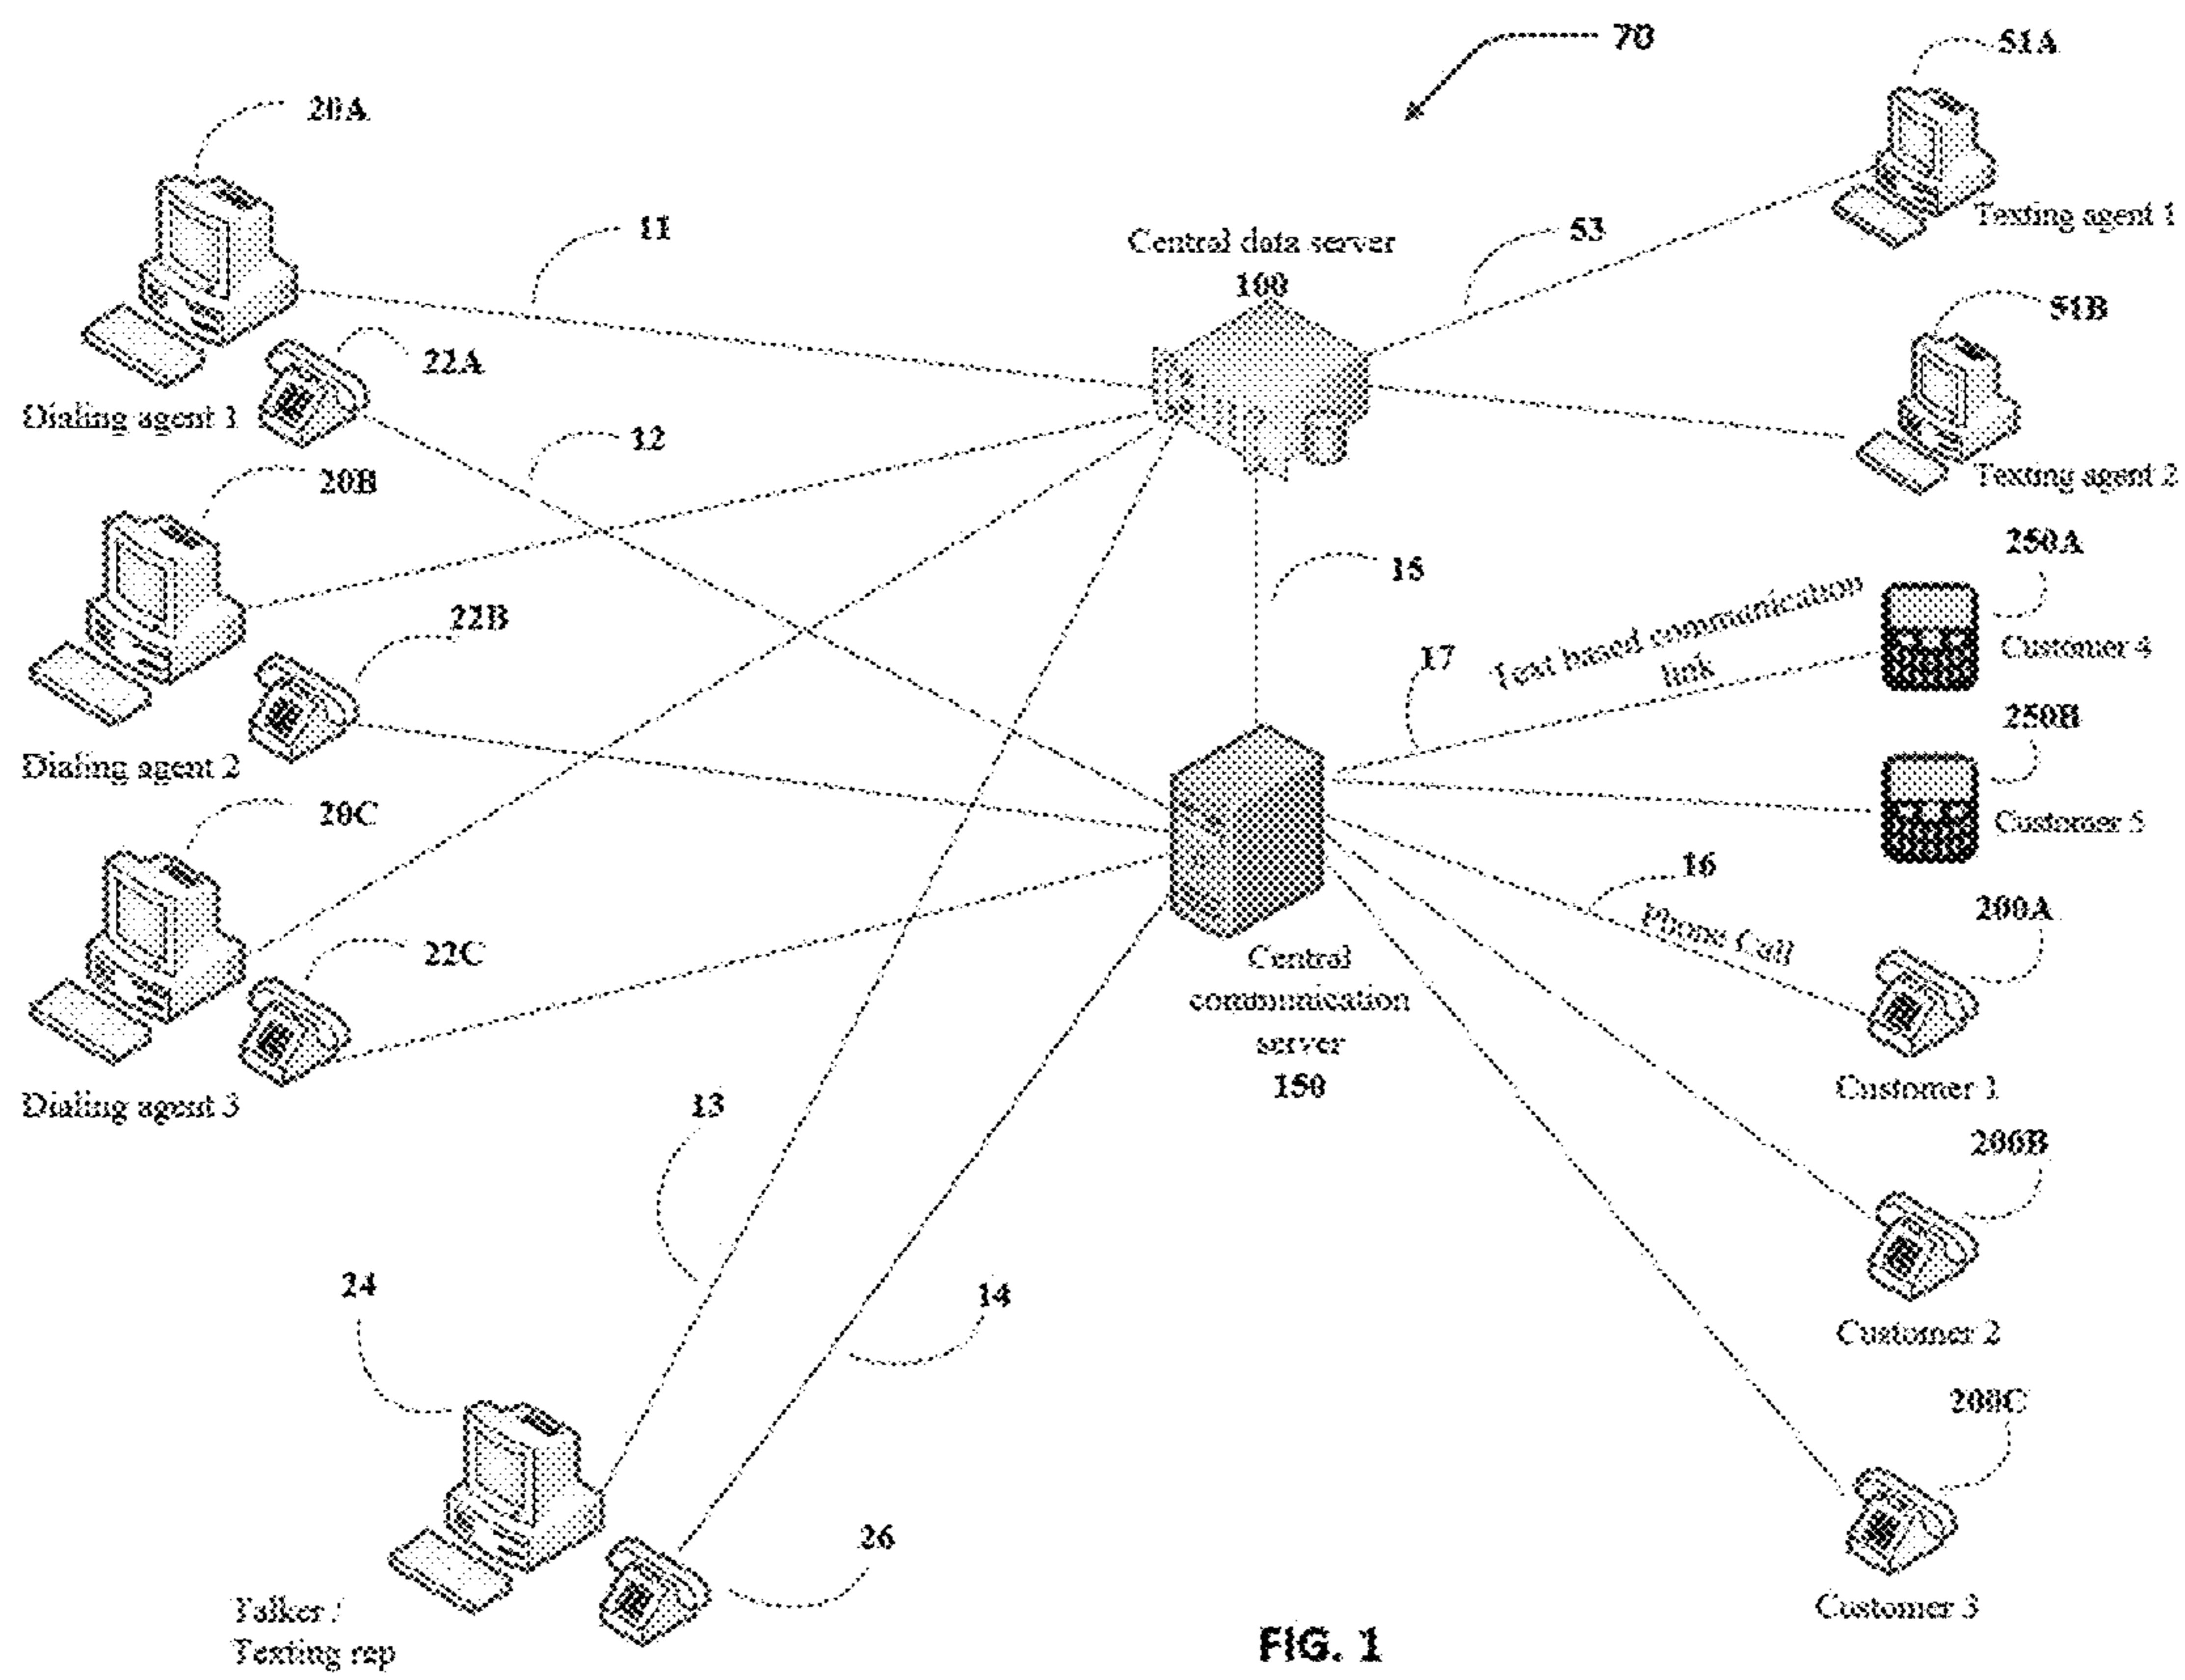 70
51A
20A
Texting agent 1
11
53
Central data server
100
51B
22A
Dialing agent 1
12
Texting agent 2
20B
250A
15
Text based communication
link
17
Customer 4
22B
250B
Dialing agent 2
20C
Customer 5
16
200A
Phone Call
22C
Central
communication
server
150
Customer 1
Dialing agent 3
13
200B
24
14
Customer 2
200C
26
Talker /
Texting rep
Customer 3
FIG. 1